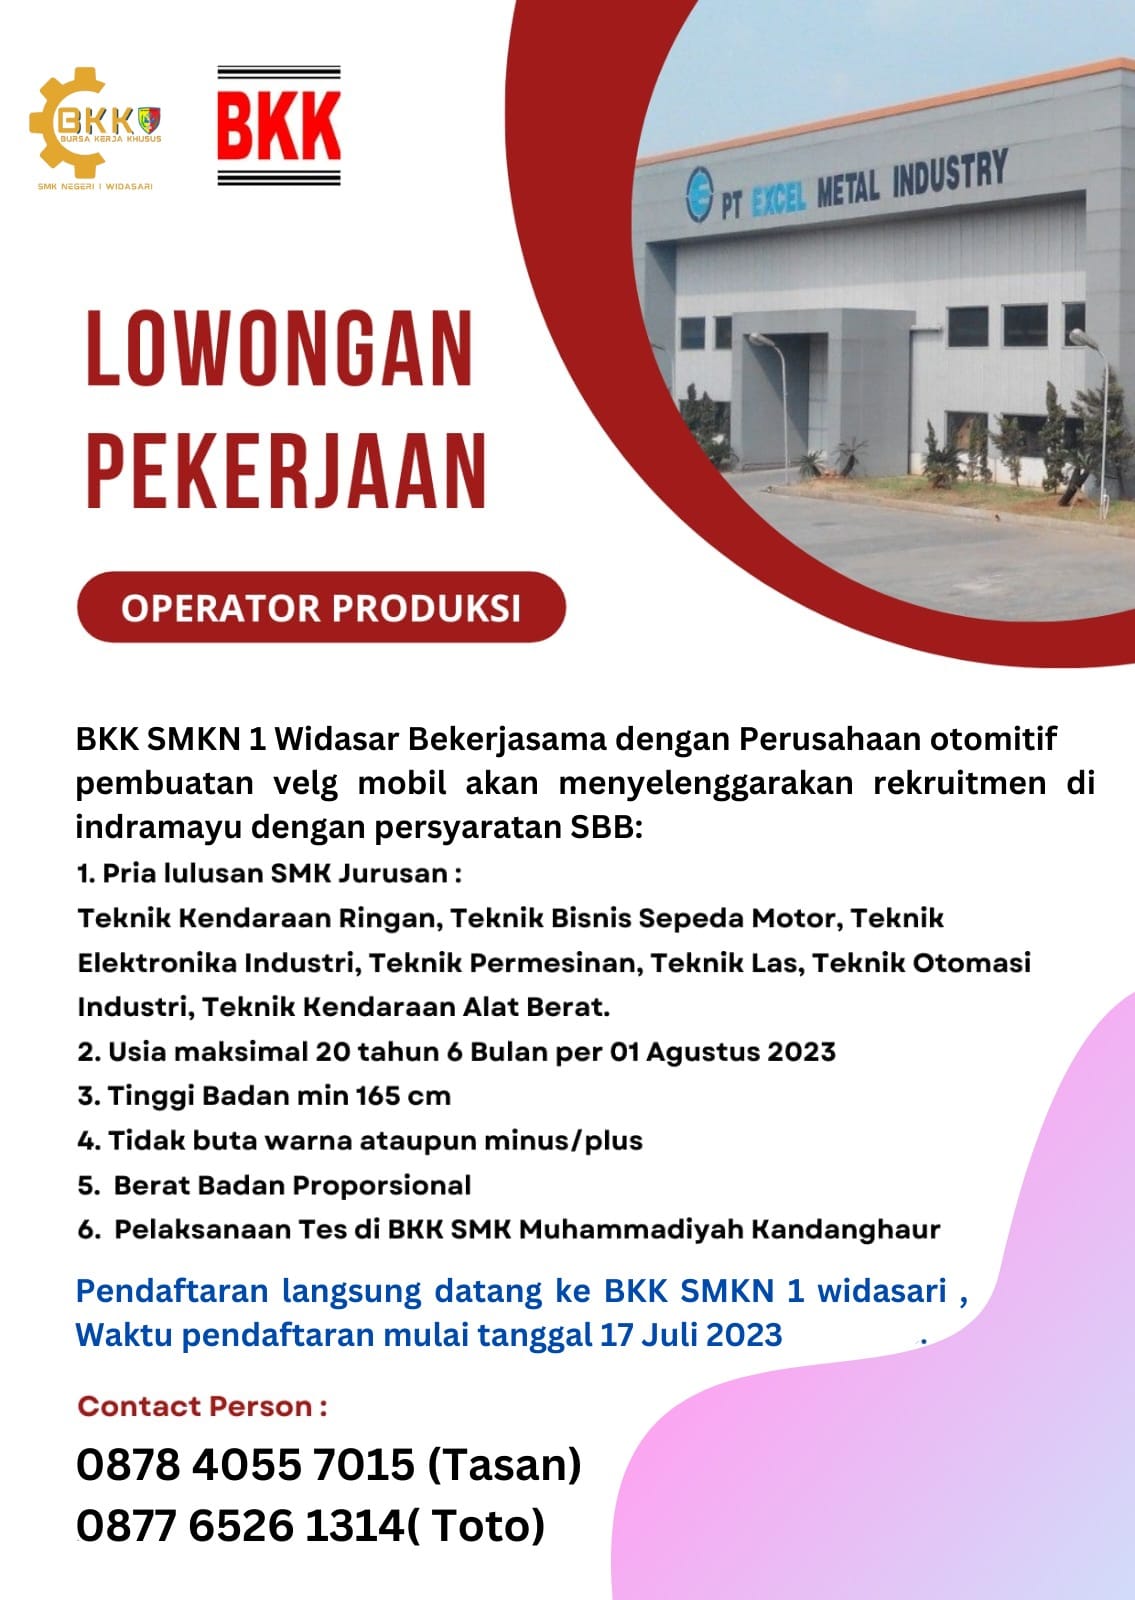 BKK
BURSA KERJA KHUSUS
SMK NEGERI 1 WIDASARI
BKK
PT EXCEL METAL INDUSTRY
LOWONGAN
PEKERJAAN
OPERATOR PRODUKSI
BKK SMKN 1 Widasar Bekerjasama dengan Perusahaan otomitif
pembuatan velg mobil akan menyelenggarakan rekruitmen di
indramayu dengan persyaratan SBB:
1. Pria lulusan SMK Jurusan :
Teknik Kendaraan Ringan, Teknik Bisnis Sepeda Motor, Teknik
Elektronika Industri, Teknik Permesinan, Teknik Las, Teknik Otomasi
Industri, Teknik Kendaraan Alat Berat.
2. Usia maksimal 20 tahun 6 Bulan per 01 Agustus 2023
3. Tinggi Badan min 165 cm
4. Tidak buta warna ataupun minus/plus
5. Berat Badan Proporsional
6. Pelaksanaan Tes di BKK SMK Muhammadiyah Kandanghaur
Pendaftaran langsung datang ke BKK SMKN 1 widasari ,
Waktu pendaftaran mulai tanggal 17 Juli 2023 .
Contact Person :
0878 4055 7015 (Tasan)
0877 6526 1314( Toto)